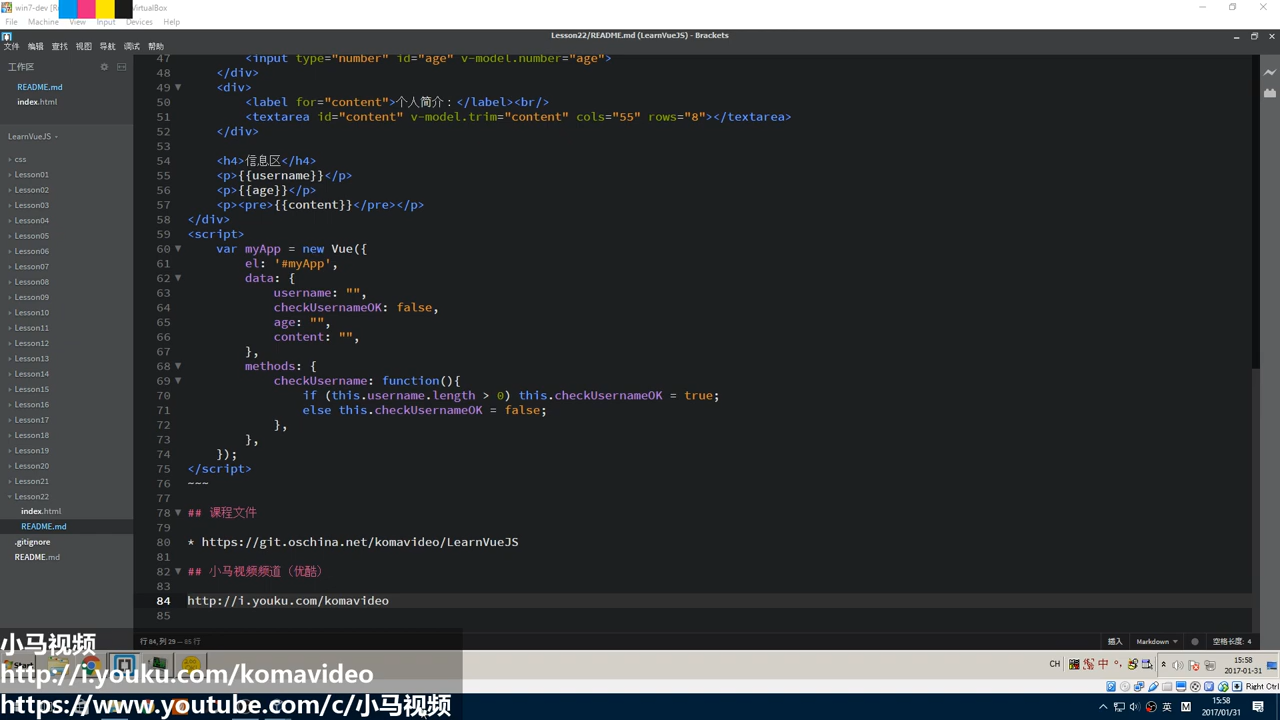 win7-dev [R
VirtualBox
File Machine View Input Devices Help
Lesson22/README.md (LearnVueJS) - Brackets
文件 编辑 查找 视图 导航 调试 帮助
工作区
README.md
index.html
LearnVueJS
css
Lesson01
Lesson02
Lesson03
Lesson04
Lesson05
Lesson06
Lesson07
Lesson08
Lesson09
Lesson10
Lesson11
Lesson12
Lesson13
Lesson14
Lesson15
Lesson16
Lesson17
Lesson18
Lesson19
Lesson20
Lesson21
Lesson22
index.html
README.md
.gitignore
README.md
47 <input type="number" id="age" v-model.number="age">
48 </div>
49 <div>
50 <label for="content">个人简介：</label><br/>
51 <textarea id="content" v-model.trim="content" cols="55" rows="8"></textarea>
52 </div>
53
54 <h4>信息区</h4>
55 <p>{{username}}</p>
56 <p>{{age}}</p>
57 <p><pre>{{content}}</pre></p>
58 </div>
59 <script>
60 var myApp = new Vue({
61 el: '#myApp',
62 data: {
63 username: "",
64 checkUsernameOK: false,
65 age: "",
66 content: "",
67 },
68 methods: {
69 checkUsername: function(){
70 if (this.username.length > 0) this.checkUsernameOK = true;
71 else this.checkUsernameOK = false;
72 },
73 },
74 });
75 </script>
76 ~~~
77
78 ## 课程文件
79
80 * https://git.oschina.net/komavideo/LearnVueJS
81
82 ## 小马视频频道（优酷）
83
84 http://i.youku.com/komavideo
85
行 84, 列 29 — 85 行
插入 Markdown 空格长度: 4
小马视频
http://i.youku.com/komavideo
https://www.youtube.com/c/小马视频
Start
CH 中 15:58
2017-01-31
Right Ctrl
英 M 15:58
2017/01/31